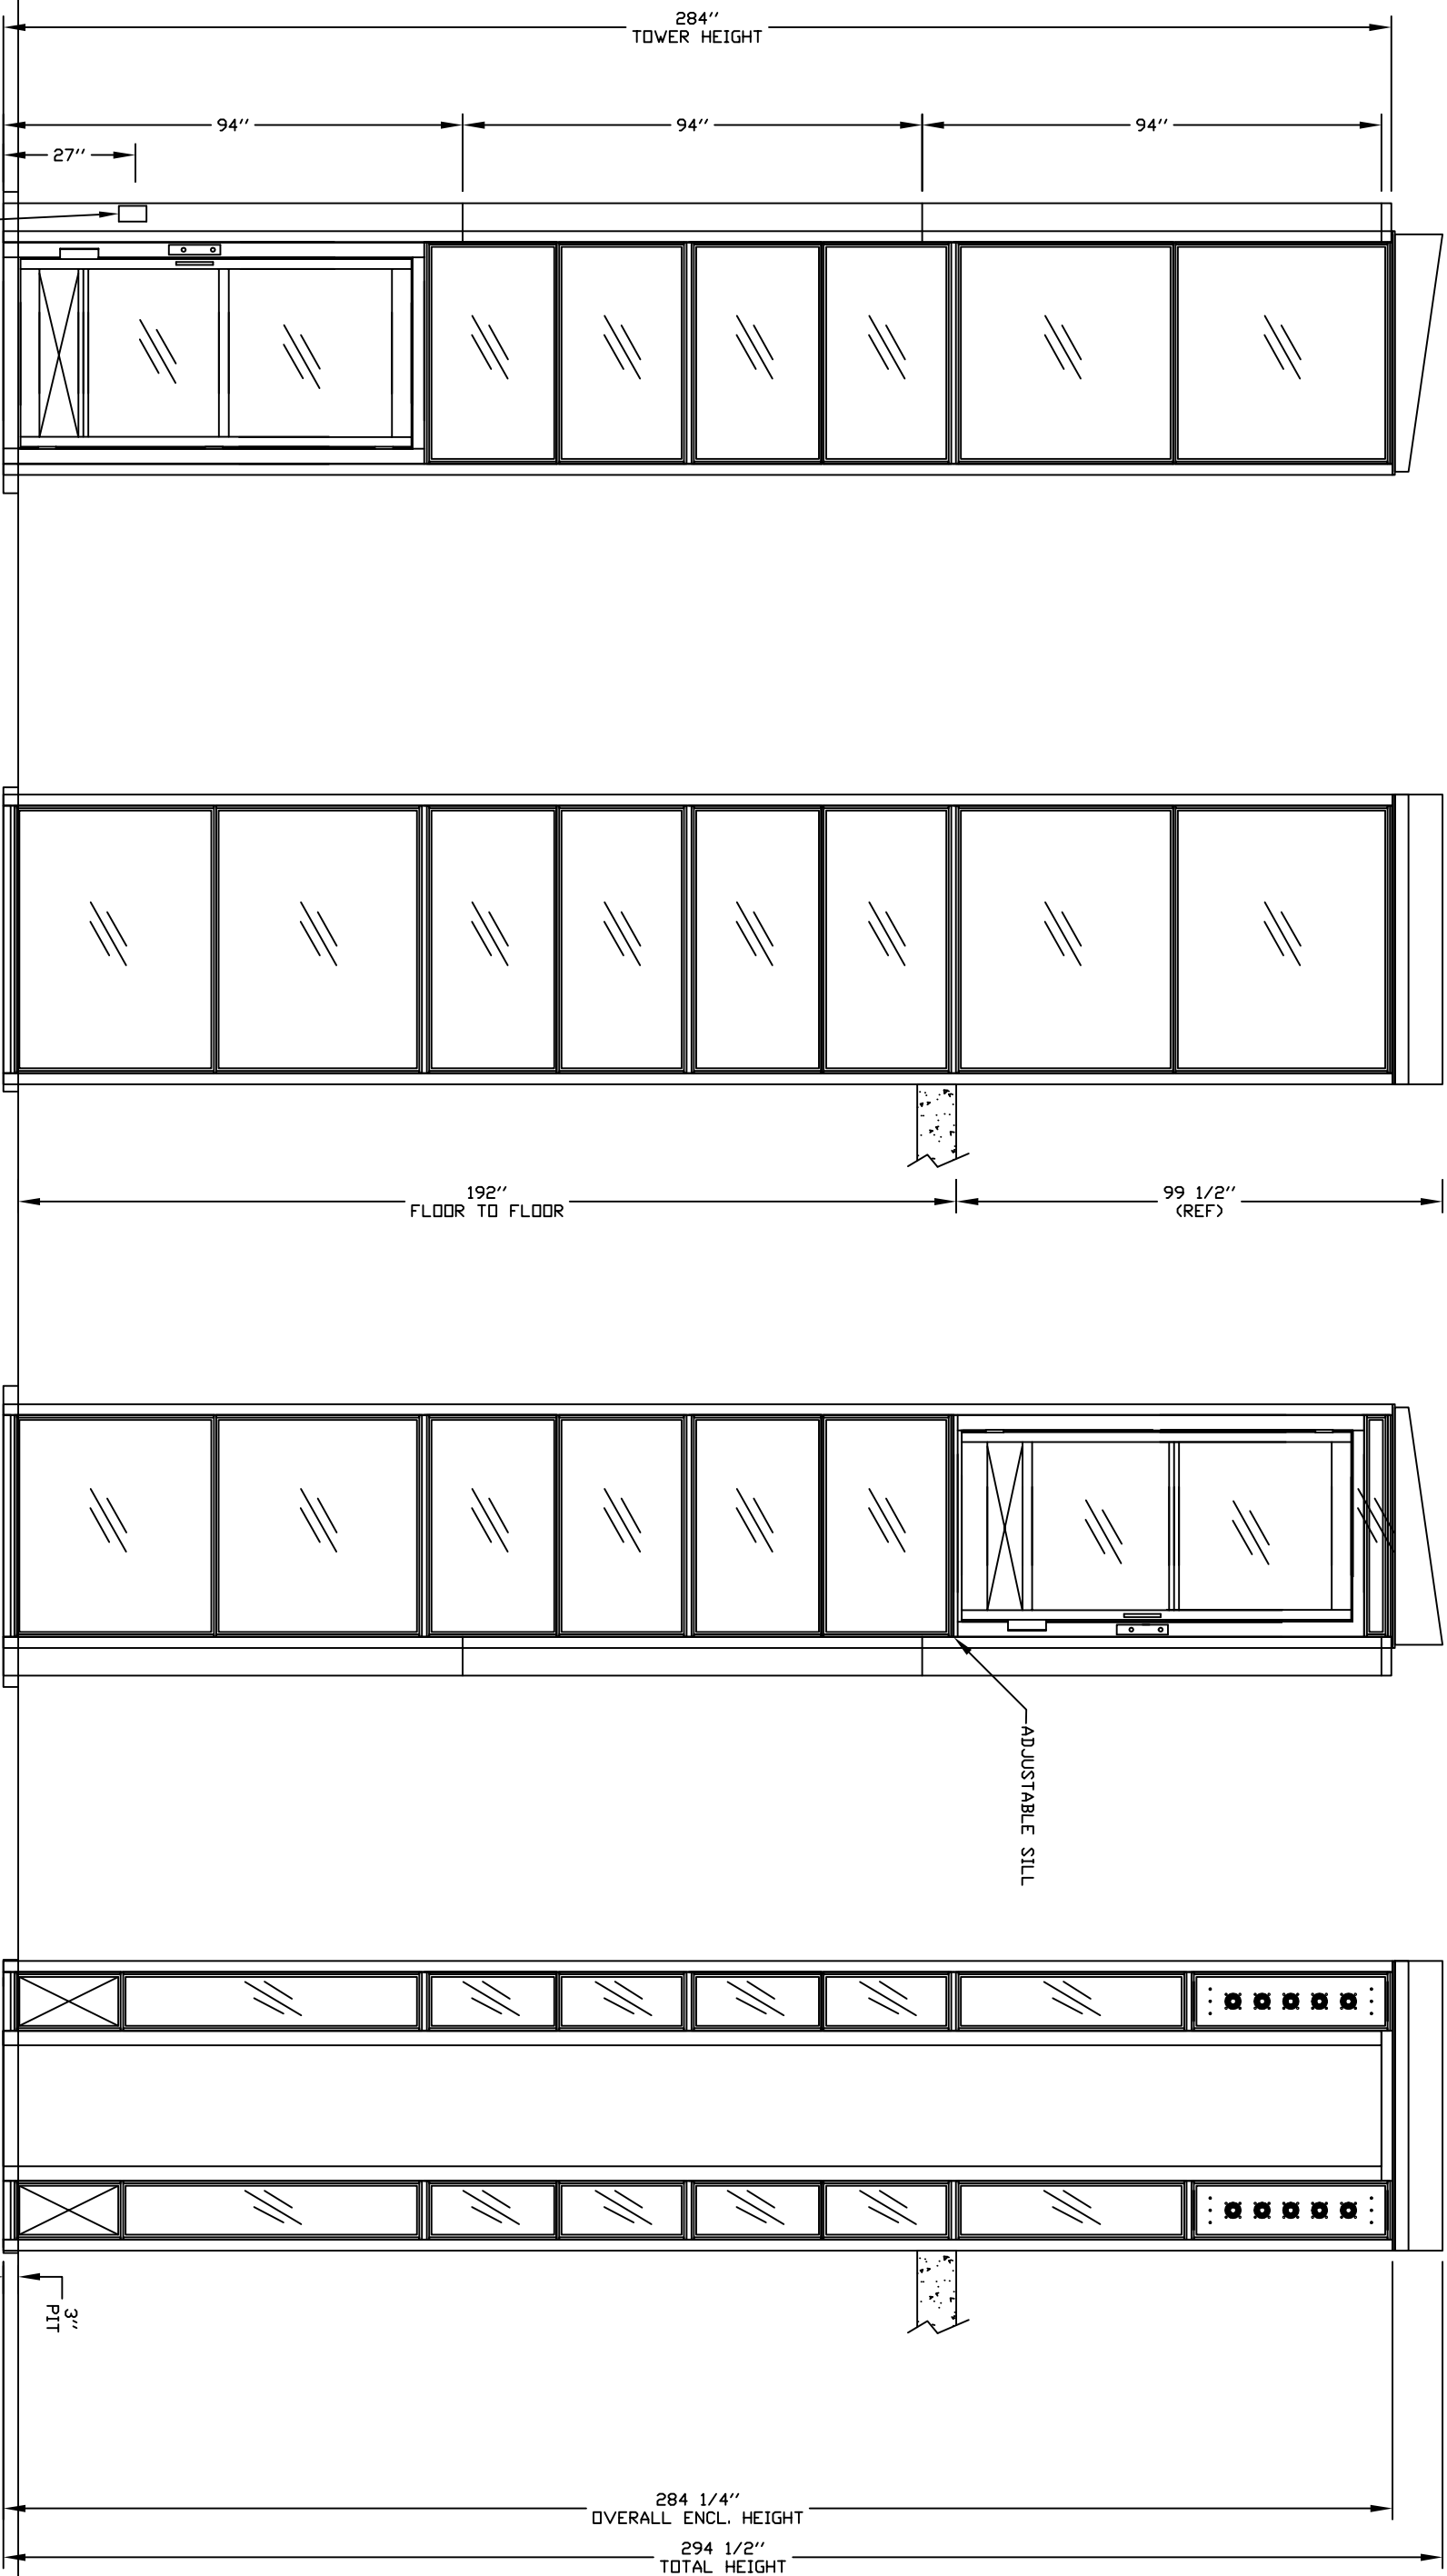 284"
TOWER HEIGHT
94"
94"
94"
27"
192"
FLOOR TO FLOOR
99 1/2"
(REF)
ADJUSTABLE SILL
3"
PIT
284 1/4"
OVERALL ENCL. HEIGHT
294 1/2"
TOTAL HEIGHT